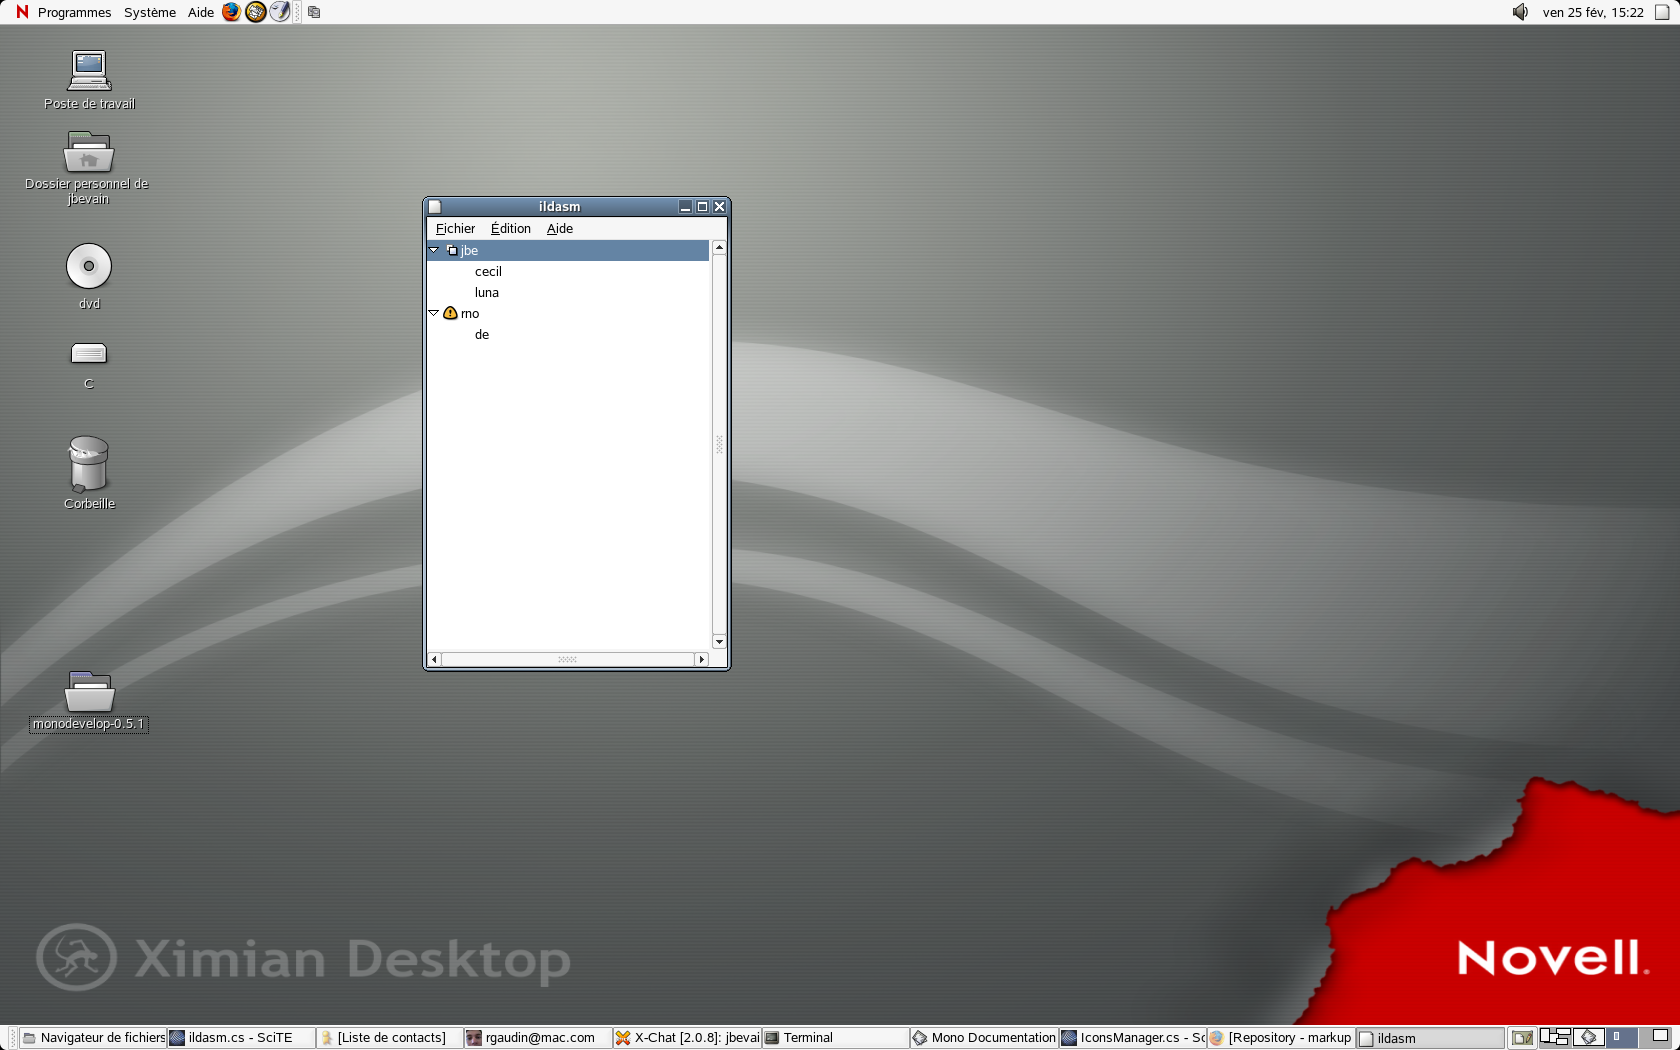 Programmes Système Aide
ven 25 fév, 15:22
Poste de travail
Dossier personnel de
jbevain
dvd
C
Corbeille
monodevelop-0.5.1
ildasm
Fichier Édition Aide
jbe
cecil
luna
rno
de
Ximian Desktop
Novell.
Navigateur de fichiers
ildasm.cs - SciTE
[Liste de contacts]
rgaudin@mac.com
X-Chat [2.0.8]: jbevai
Terminal
Mono Documentation
IconsManager.cs - Sc
[Repository - markup
ildasm